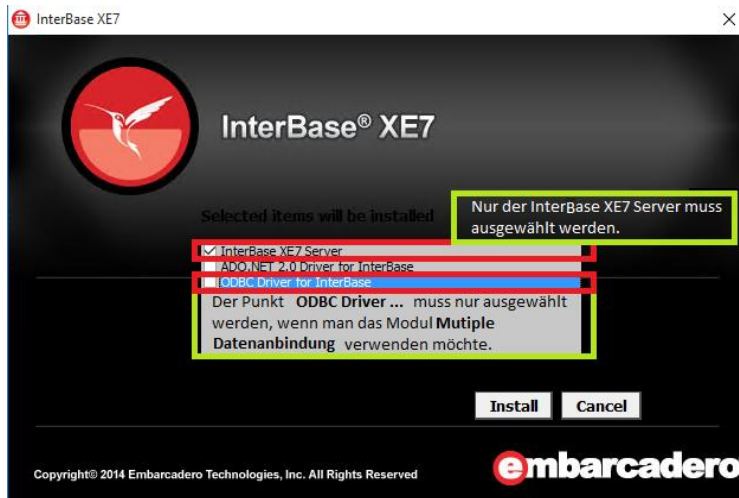 InterBase XE7
InterBase® XE7
Selected items will be installed
Nur der InterBase XE7 Server muss
ausgewählt werden.
InterBase XE7 Server
ADO.NET 2.0 Driver for InterBase
ODBC Driver for InterBase
Der Punkt ODBC Driver ... muss nur ausgewählt
werden, wenn man das Modul Mutiple
Datenanbindung verwenden möchte.
Install Cancel
Copyright© 2014 Embarcadero Technologies, Inc. All Rights Reserved
embarcadero